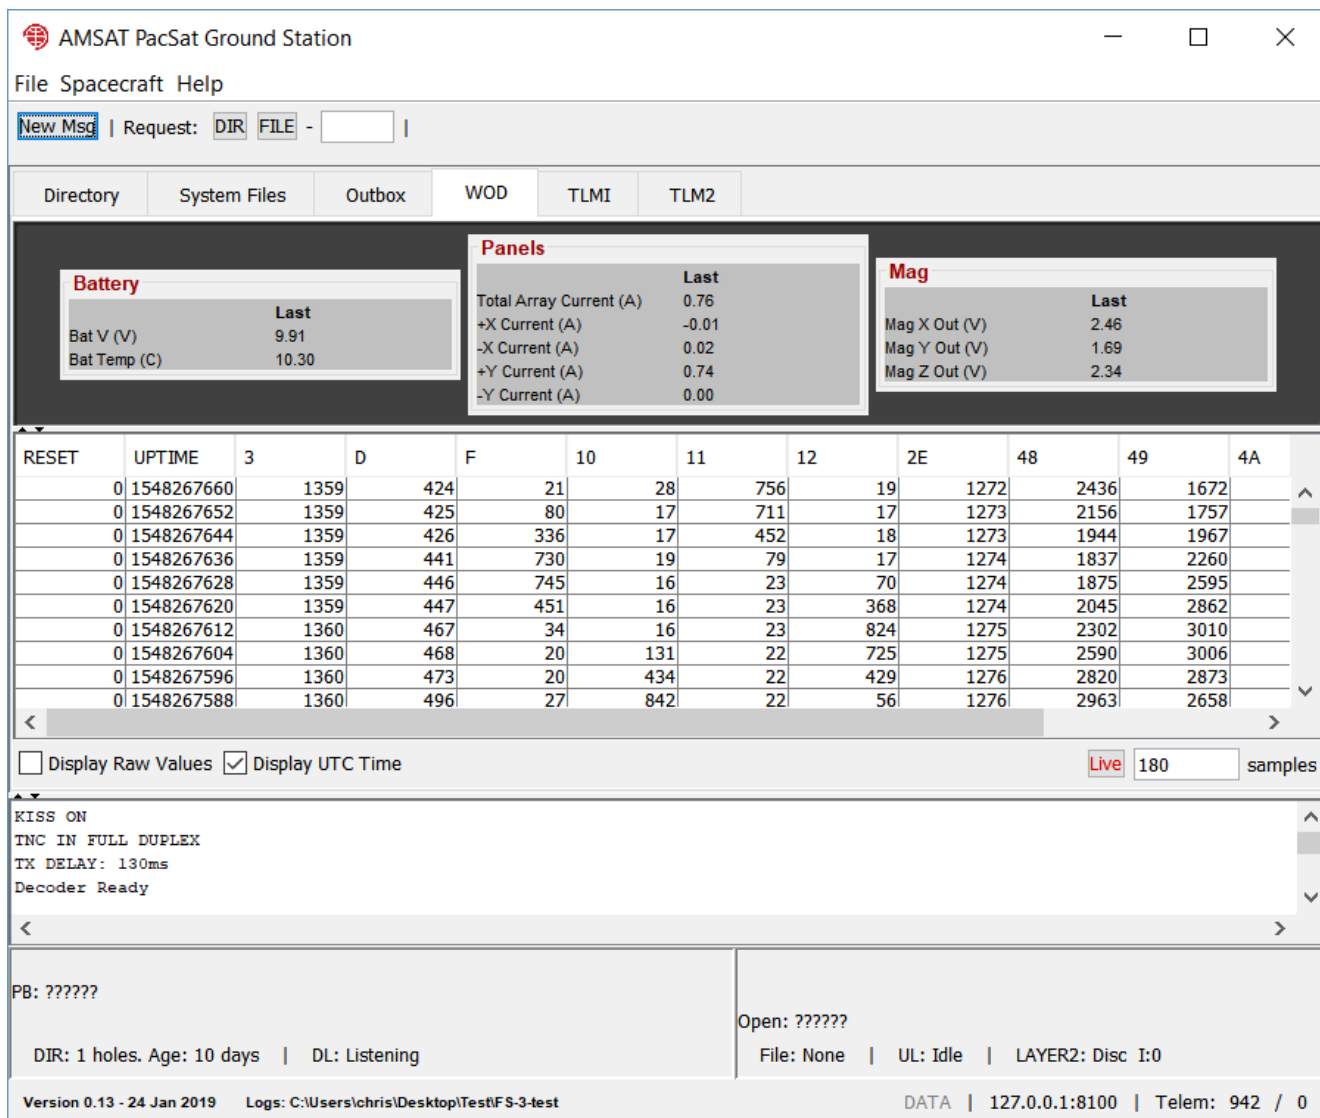 AMSAT PacSat Ground Station
File Spacecraft Help
New Msg | Request: DIR FILE - |
Directory System Files Outbox WOD TLMI TLM2
Battery
Last
Bat V (V) 9.91
Bat Temp (C) 10.30
Panels
Last
Total Array Current (A) 0.76
+X Current (A) -0.01
-X Current (A) 0.02
+Y Current (A) 0.74
-Y Current (A) 0.00
Mag
Last
Mag X Out (V) 2.46
Mag Y Out (V) 1.69
Mag Z Out (V) 2.34
RESET UPTIME 3 D F 10 11 12 2E 48 49 4A
0 1548267660 1359 424 21 28 756 19 1272 2436 1672
0 1548267652 1359 425 80 17 711 17 1273 2156 1757
0 1548267644 1359 426 336 17 452 18 1273 1944 1967
0 1548267636 1359 441 730 19 79 17 1274 1837 2260
0 1548267628 1359 446 745 16 23 70 1274 1875 2595
0 1548267620 1359 447 451 16 23 368 1274 2045 2862
0 1548267612 1360 467 34 16 23 824 1275 2302 3010
0 1548267604 1360 468 20 131 22 725 1275 2590 3006
0 1548267596 1360 473 20 434 22 429 1276 2820 2873
0 1548267588 1360 496 27 842 22 56 1276 2963 2658
Display Raw Values Display UTC Time Live 180 samples
KISS ON
TNC IN FULL DUPLEX
TX DELAY: 130ms
Decoder Ready
PB: ??????
DIR: 1 holes. Age: 10 days | DL: Listening
Open: ??????
File: None | UL: Idle | LAYER2: Disc I:0
Version 0.13 - 24 Jan 2019 Logs: C:\Users\chris\Desktop\Test\FS-3-test DATA | 127.0.0.1:8100 | Telem: 942 / 0